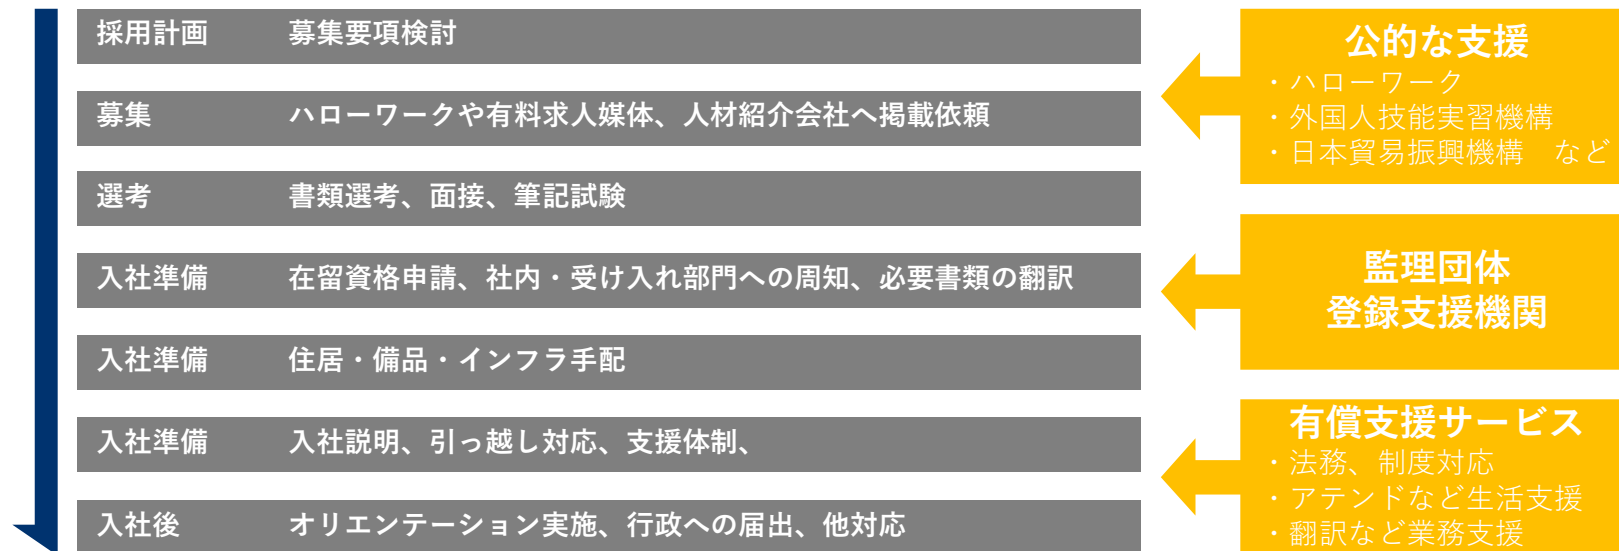 採用計画 募集要項検討
募集 ハローワークや有料求人媒体、人材紹介会社へ掲載依頼
選考 書類選考、面接、筆記試験
入社準備 在留資格申請、社内・受け入れ部門への周知、必要書類の翻訳
入社準備 住居・備品・インフラ手配
入社準備 入社説明、引っ越し対応、支援体制、
入社後 オリエンテーション実施、行政への届出、他対応
公的な支援
・ハローワーク
・外国人技能実習機構
・日本貿易振興機構 など
監理団体
登録支援機関
有償支援サービス
・法務、制度対応
・アテンドなど生活支援
・翻訳など業務支援